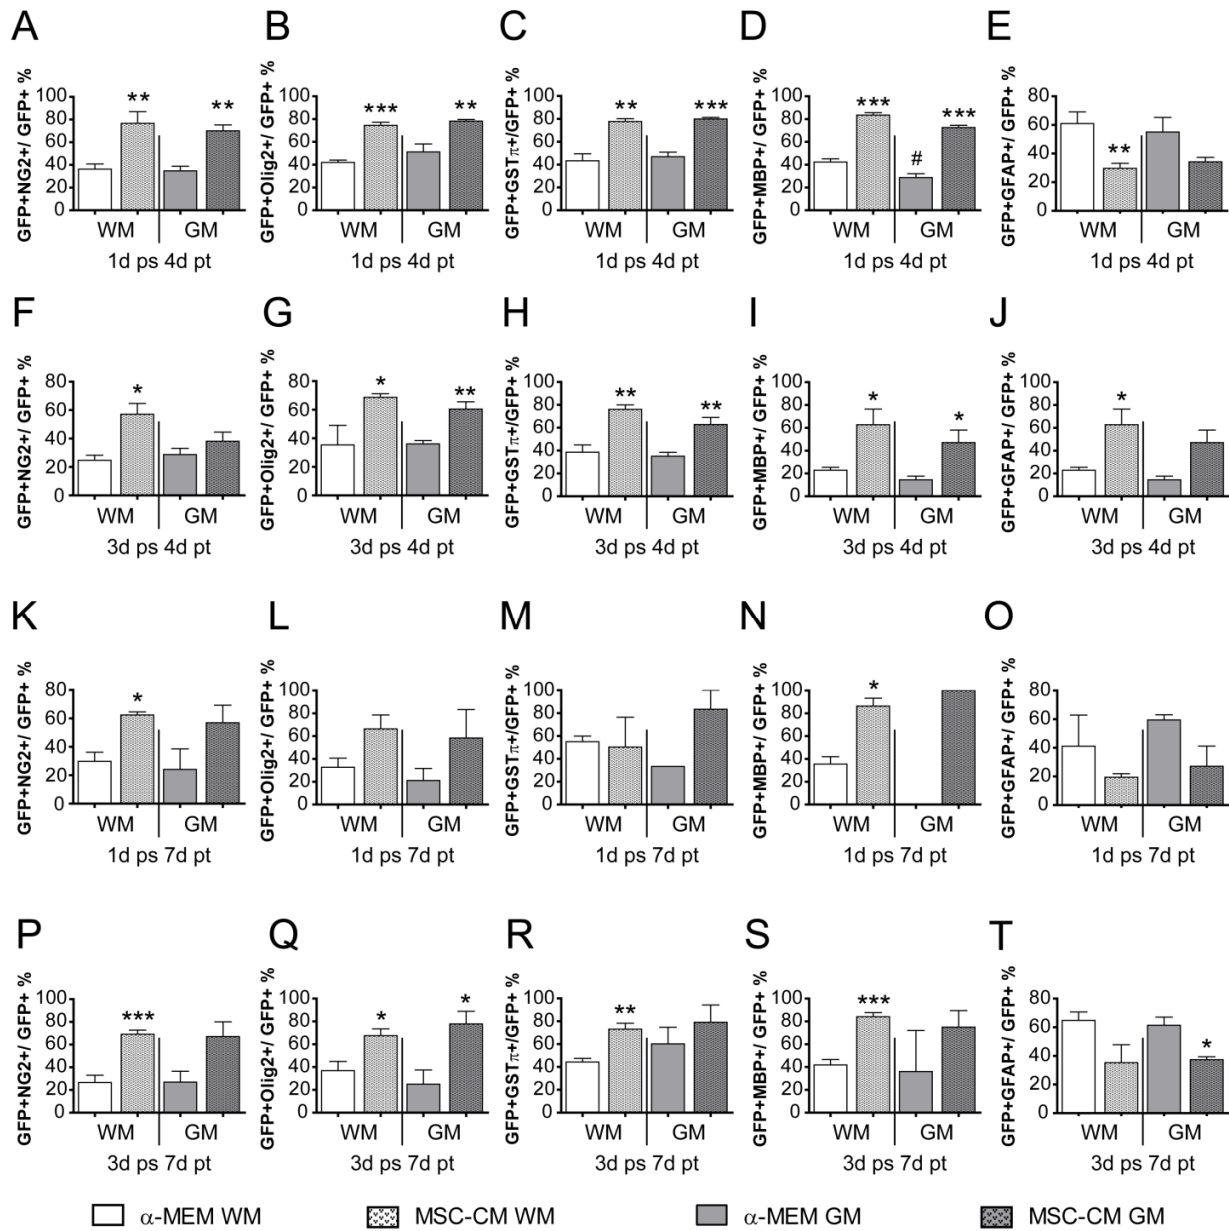 A
GFP+NG2+/ GFP+ %
100
80
60
40
20
0
** **
WM GM
1d ps 4d pt
B
GFP+Olig2+/ GFP+ %
100
80
60
40
20
0
*** **
WM GM
1d ps 4d pt
C
GFP+GSTπ+/GFP+ %
100
80
60
40
20
0
** ***
WM GM
1d ps 4d pt
D
GFP+MBP+/ GFP+ %
100
80
60
40
20
0
*** # ***
WM GM
1d ps 4d pt
E
GFP+GFAP+/ GFP+ %
80
60
40
20
0
**
WM GM
1d ps 4d pt
F
GFP+NG2+/ GFP+ %
80
60
40
20
0
*
WM GM
3d ps 4d pt
G
GFP+Olig2+/ GFP+ %
80
60
40
20
0
* **
WM GM
3d ps 4d pt
H
GFP+GSTπ+/GFP+ %
100
80
60
40
20
0
** **
WM GM
3d ps 4d pt
I
GFP+MBP+/ GFP+ %
100
80
60
40
20
0
* *
WM GM
3d ps 4d pt
J
GFP+GFAP+/ GFP+ %
100
80
60
40
20
0
*
WM GM
3d ps 4d pt
K
GFP+NG2+/ GFP+ %
80
60
40
20
0
*
WM GM
1d ps 7d pt
L
GFP+Olig2+/ GFP+ %
100
80
60
40
20
0
WM GM
1d ps 7d pt
M
GFP+GSTπ+/GFP+ %
100
80
60
40
20
0
WM GM
1d ps 7d pt
N
GFP+MBP+/ GFP+ %
100
80
60
40
20
0
*
WM GM
1d ps 7d pt
O
GFP+GFAP+/ GFP+ %
80
60
40
20
0
WM GM
1d ps 7d pt
P
GFP+NG2+/ GFP+ %
100
80
60
40
20
0
***
WM GM
3d ps 7d pt
Q
GFP+Olig2+/ GFP+ %
100
80
60
40
20
0
* *
WM GM
3d ps 7d pt
R
GFP+GSTπ+/GFP+ %
100
80
60
40
20
0
**
WM GM
3d ps 7d pt
S
GFP+MBP+/ GFP+ %
100
80
60
40
20
0
***
WM GM
3d ps 7d pt
T
GFP+GFAP+/ GFP+ %
80
60
40
20
0
*
WM GM
3d ps 7d pt
α-MEM WM MSC-CM WM α-MEM GM MSC-CM GM